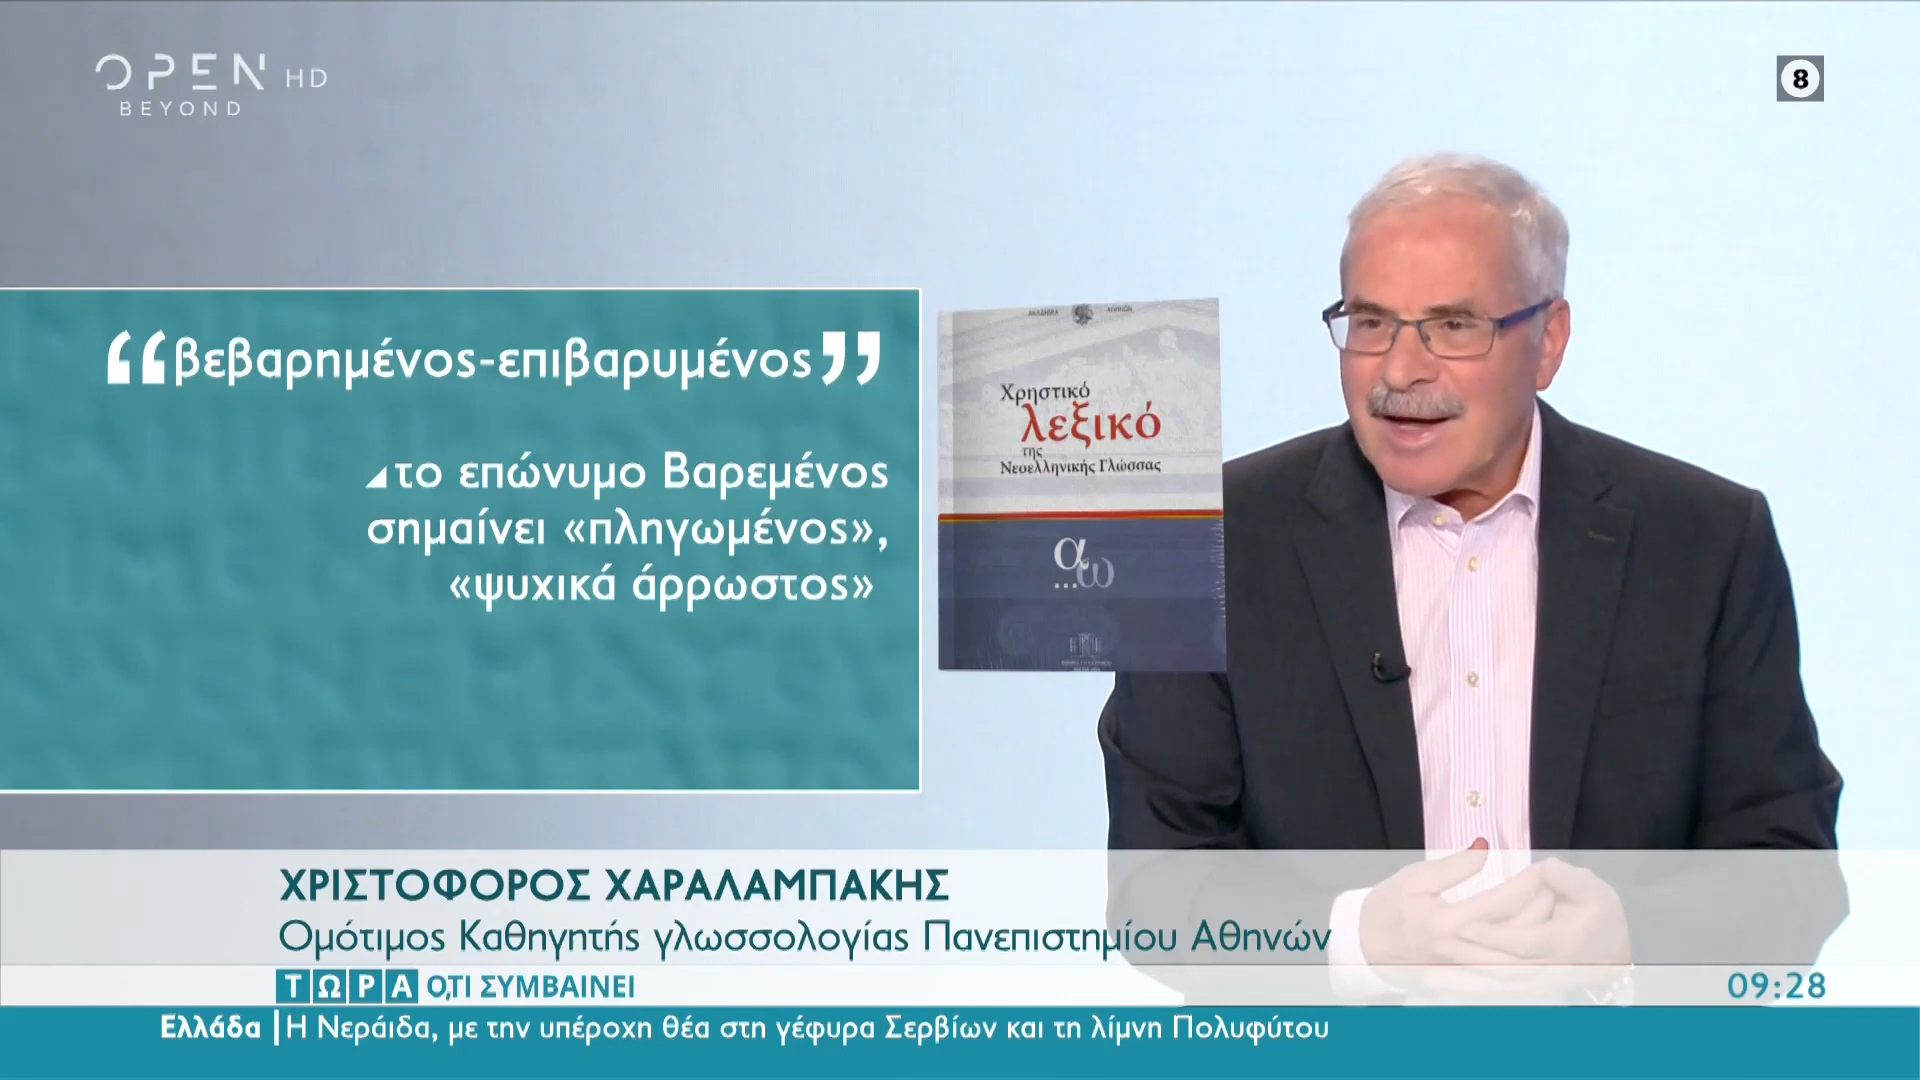 OPEN HD
BEYOND
8
❝βεβαρημένος-επιβαρυμένος❞
το επώνυμο Βαρεμένος
σημαίνει «πληγωμένος»,
«ψυχικά άρρωστος»
ΑΚΑΔΗΜΙΑ ΑΘΗΝΩΝ
Χρηστικό
λεξικό
της
Νεοελληνικής Γλώσσας
α
...ω
ΧΡΙΣΤΟΦΟΡΟΣ ΧΑΡΑΛΑΜΠΑΚΗΣ
Ομότιμος Καθηγητής γλωσσολογίας Πανεπιστημίου Αθηνών
ΤΩΡΑ Ο,ΤΙ ΣΥΜΒΑΙΝΕΙ
09:28
Ελλάδα | Η Νεράιδα, με την υπέροχη θέα στη γέφυρα Σερβίων και τη λίμνη Πολυφύτου